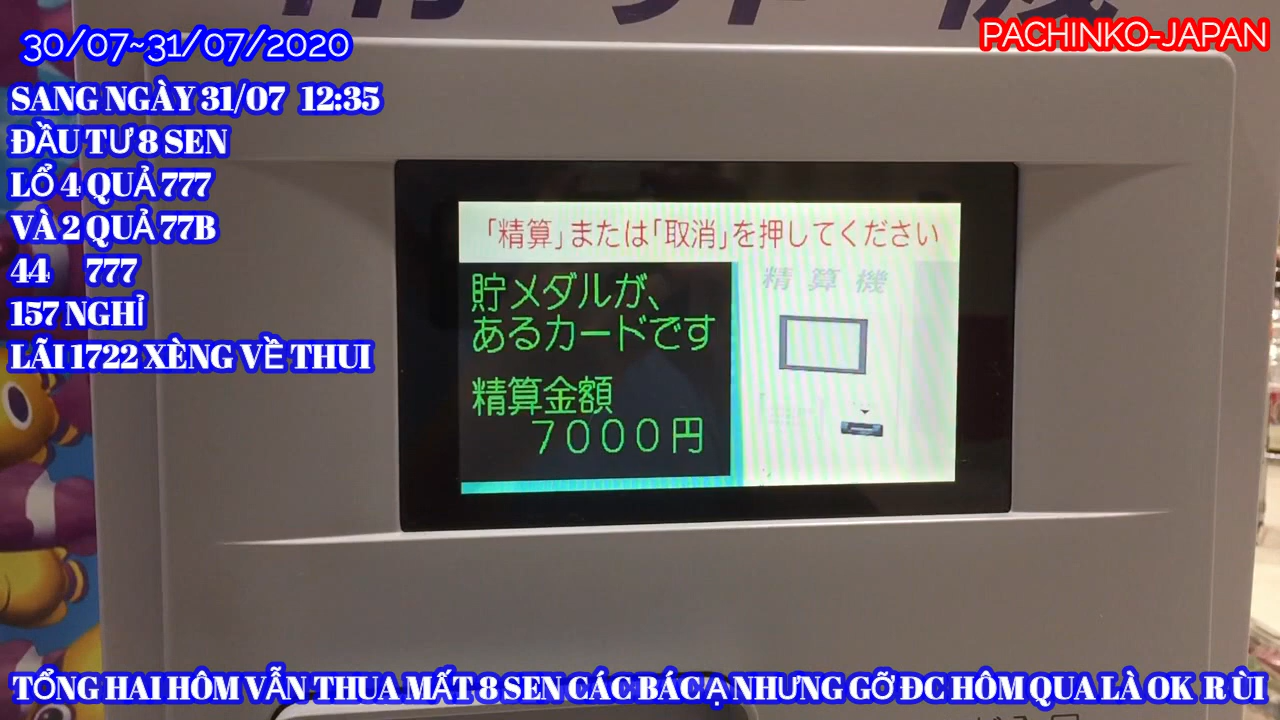 精算機
30/07~31/07/2020
PACHINKO-JAPAN
SANG NGÀY 31/07 12:35
ĐẦU TƯ 8 SEN
LỔ 4 QUẢ 777
VÀ 2 QUẢ 77B
44 777
157 NGHỈ
LÃI 1722 XÈNG VỀ THUI
「精算」または「取消」を押してください
貯メダルが、
あるカードです
精算金額
7000円
精算機
TỔNG HAI HÔM VẪN THUA MẤT 8 SEN CÁC BÁC Ạ NHƯNG GỠ ĐC HÔM QUA LÀ OK RÙI